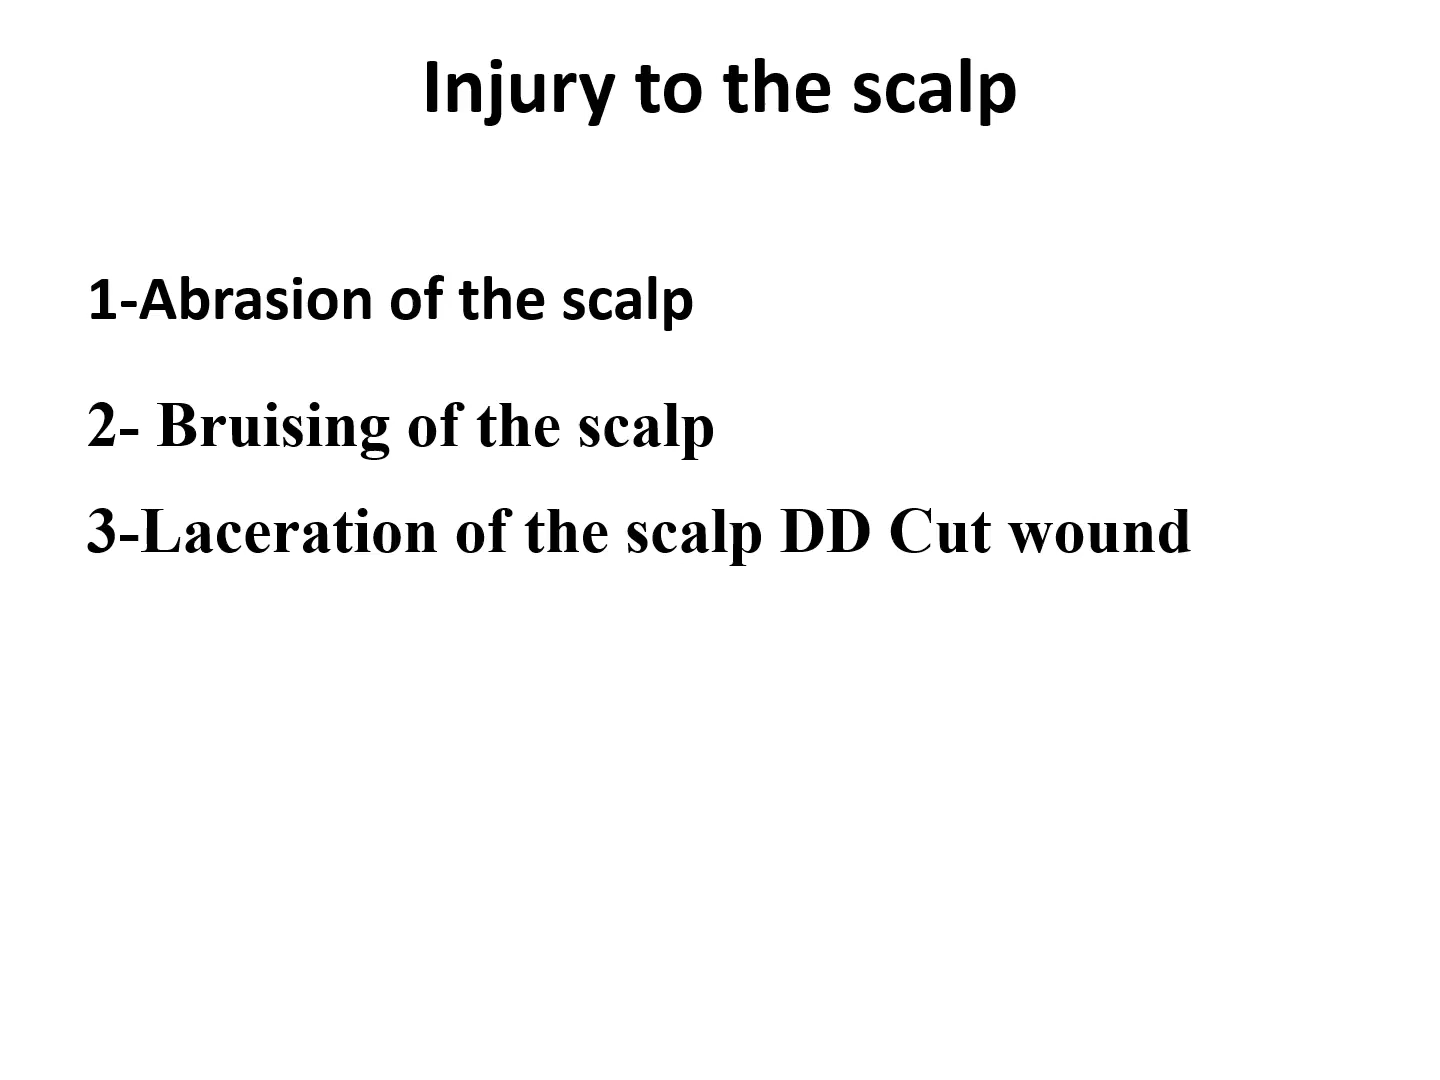 Injury to the scalp
1-Abrasion of the scalp
2- Bruising of the scalp
3-Laceration of the scalp DD Cut wound